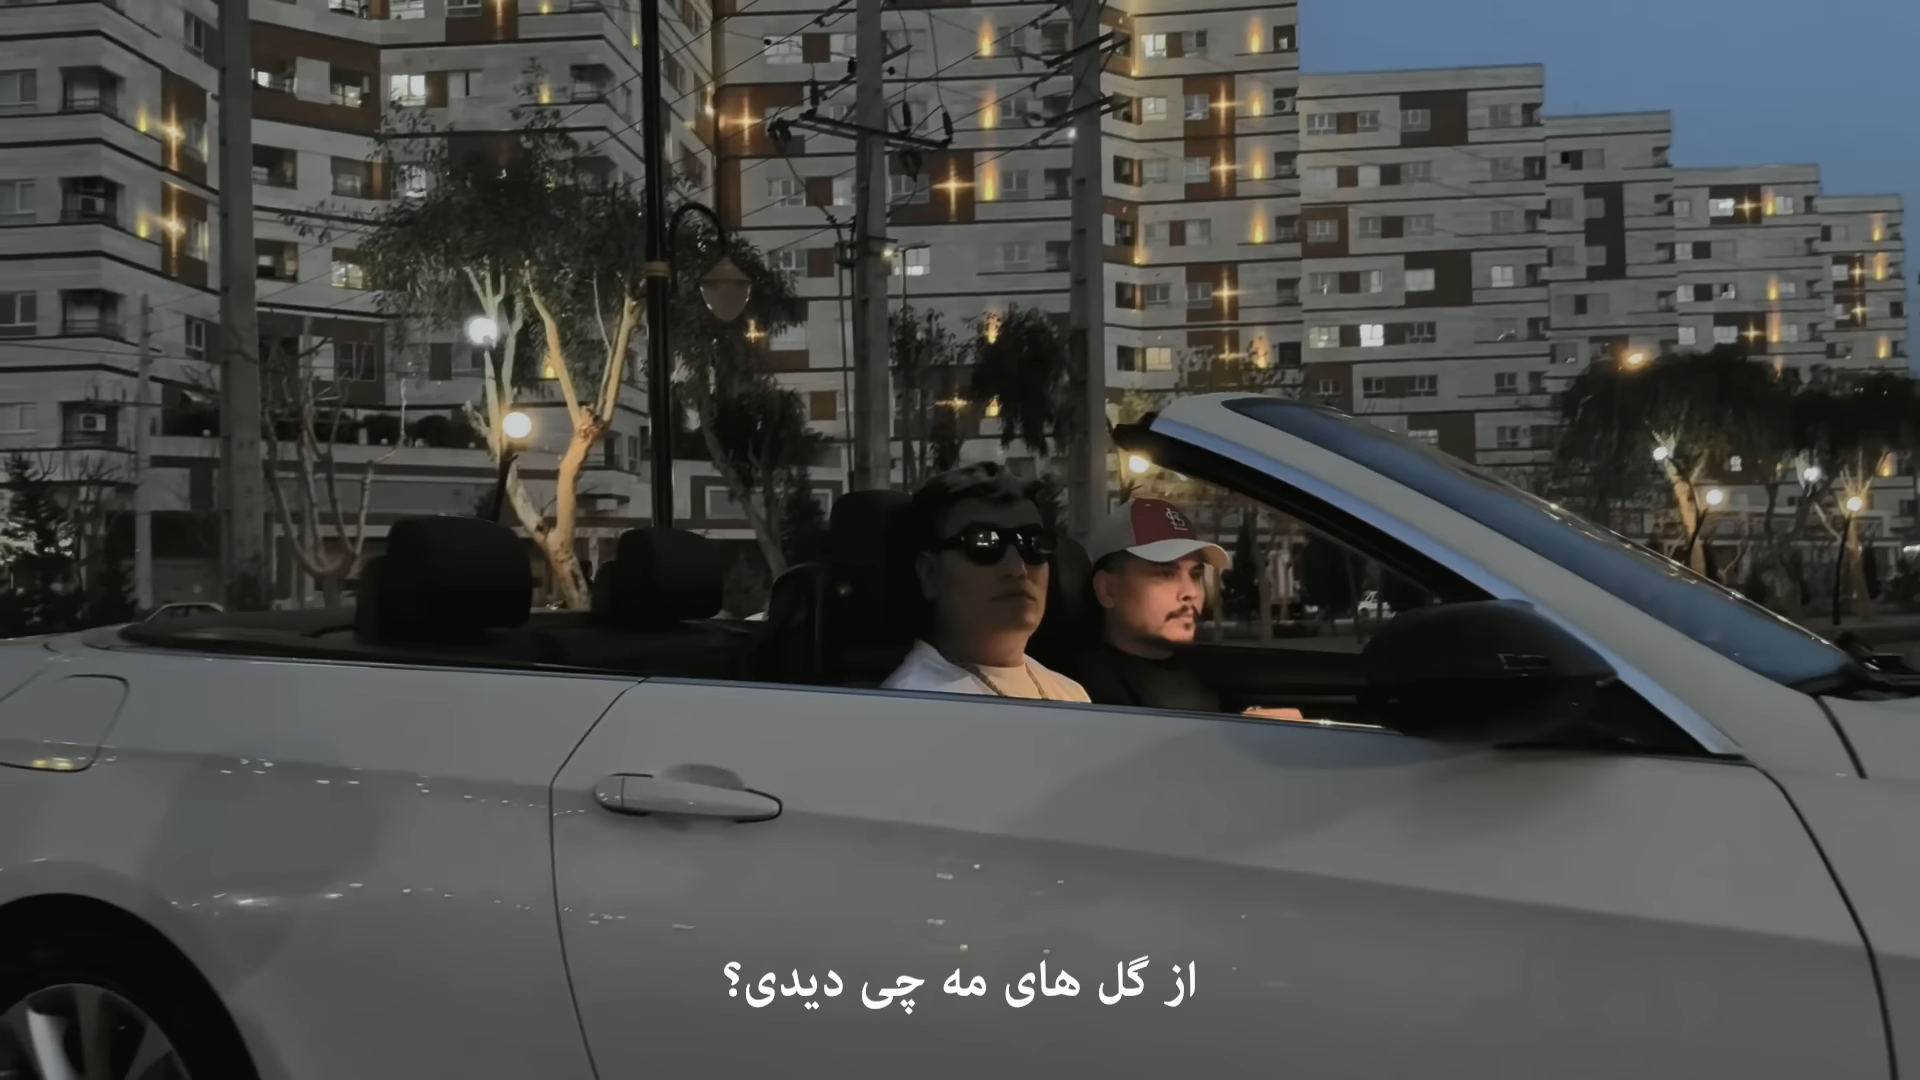 از گل های مه چی دیدی؟